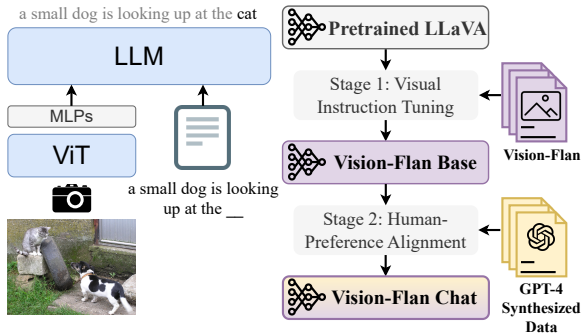 a small dog is looking up at the cat
LLM
MLPs
ViT
a small dog is looking
up at the __
Pretrained LLaVA
Stage 1: Visual
Instruction Tuning
Vision-Flan
Vision-Flan Base
Stage 2: Human-
Preference Alignment
GPT-4
Synthesized
Data
Vision-Flan Chat